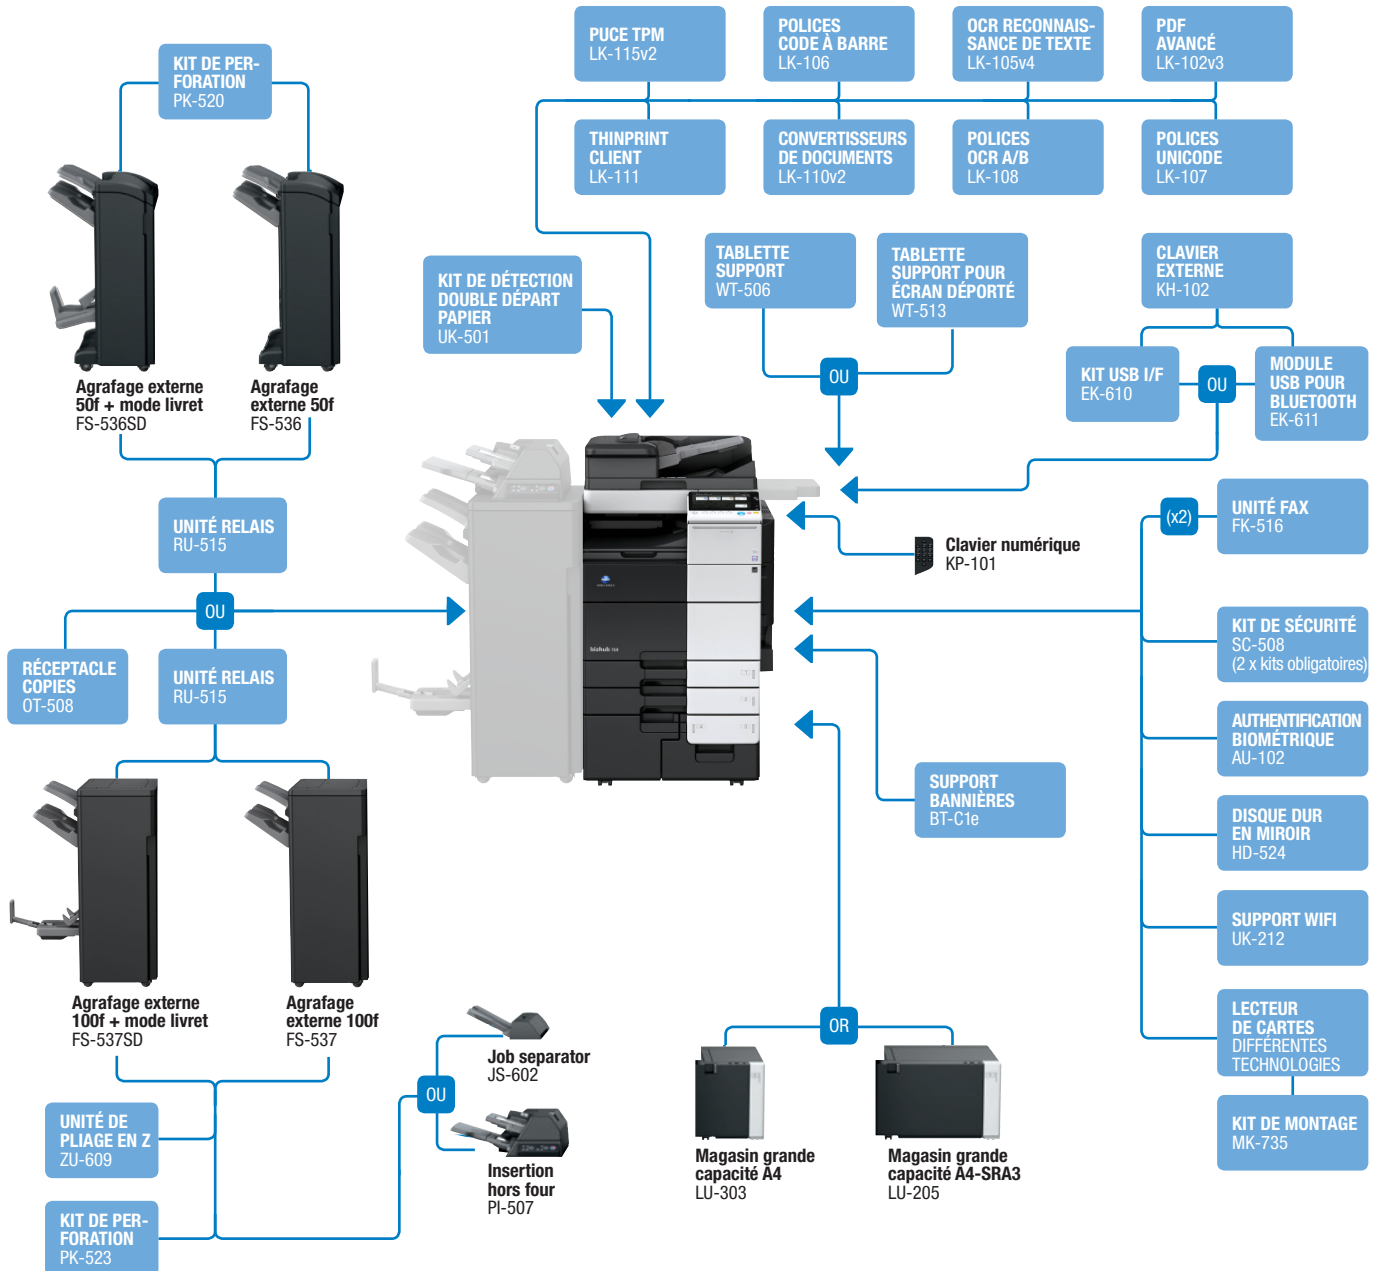 PUCE TPM
LK-115v2
POLICES
CODE À BARRE
LK-106
OCR RECONNAIS-
SANCE DE TEXTE
LK-105v4
PDF
AVANCÉ
LK-102v3
KIT DE PER-
FORATION
PK-520
THINPRINT
CLIENT
LK-111
CONVERTISSEURS
DE DOCUMENTS
LK-110v2
POLICES
OCR A/B
LK-108
POLICES
UNICODE
LK-107
KIT DE DÉTECTION
DOUBLE DÉPART
PAPIER
UK-501
TABLETTE
SUPPORT
WT-506
TABLETTE
SUPPORT POUR
ÉCRAN DÉPORTÉ
WT-513
CLAVIER
EXTERNE
KH-102
OU
KIT USB I/F
EK-610
OU
MODULE
USB POUR
BLUETOOTH
EK-611
Agrafage externe
50f + mode livret
FS-536SD
Agrafage
externe 50f
FS-536
UNITÉ RELAIS
RU-515
(x2)
UNITÉ FAX
FK-516
Clavier numérique
KP-101
OU
RÉCEPTACLE
COPIES
OT-508
UNITÉ RELAIS
RU-515
bizhub
KIT DE SÉCURITÉ
SC-508
(2 x kits obligatoires)
AUTHENTIFICATION
BIOMÉTRIQUE
AU-102
SUPPORT
BANNIÈRES
BT-C1e
DISQUE DUR
EN MIROIR
HD-524
SUPPORT WIFI
UK-212
Agrafage externe
100f + mode livret
FS-537SD
Agrafage
externe 100f
FS-537
Job separator
JS-602
OU
Insertion
hors four
PI-507
OR
Magasin grande
capacité A4
LU-303
Magasin grande
capacité A4-SRA3
LU-205
LECTEUR
DE CARTES
DIFFÉRENTES
TECHNOLOGIES
KIT DE MONTAGE
MK-735
UNITÉ DE
PLIAGE EN Z
ZU-609
KIT DE PER-
FORATION
PK-523